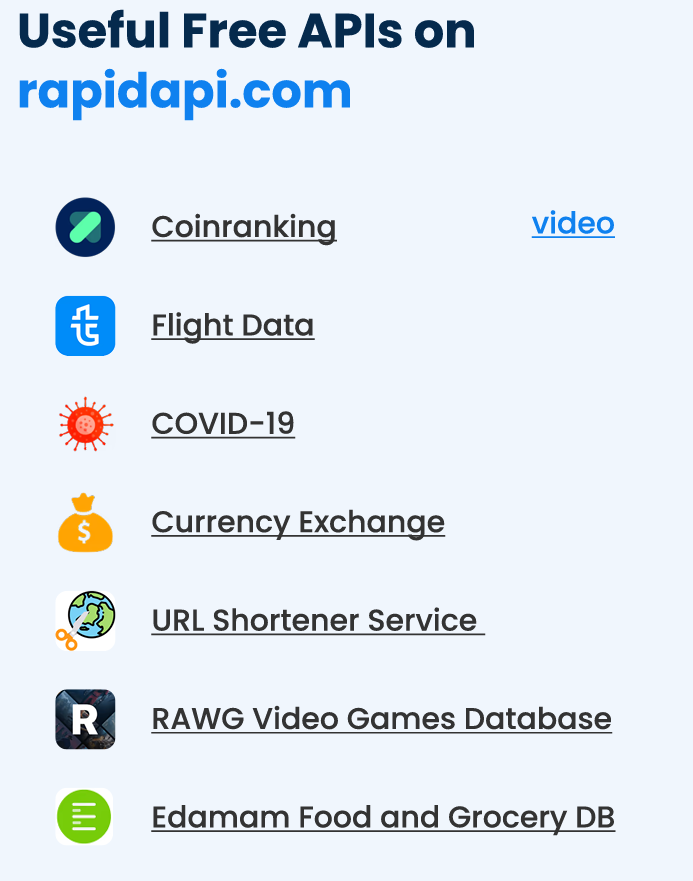 Useful Free APIs on
rapidapi.com
Coinranking video
Flight Data
COVID-19
Currency Exchange
$
URL Shortener Service
R RAWG Video Games Database
Edamam Food and Grocery DB